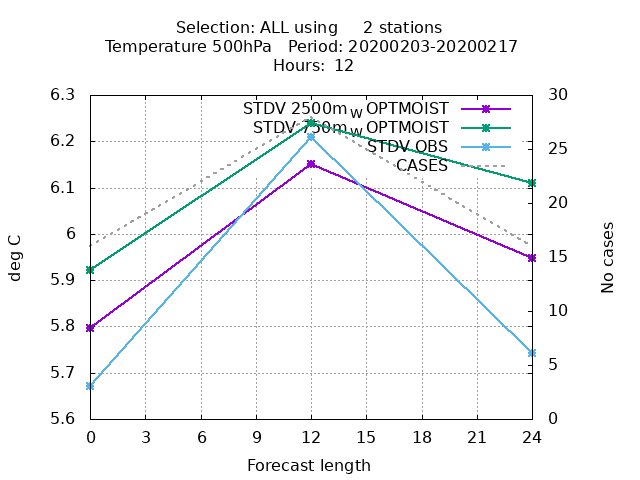 Selection: ALL using 2 stations
Temperature 500hPa Period: 20200203-20200217
Hours: 12
6.3
6.2
6.1
6
5.9
5.8
5.7
5.6
deg C
30
25
20
15
10
5
0
No cases
STDV 2500m_W OPTMOIST
STDV 750m_W OPTMOIST
STDV OBS
CASES
0 3 6 9 12 15 18 21 24
Forecast length